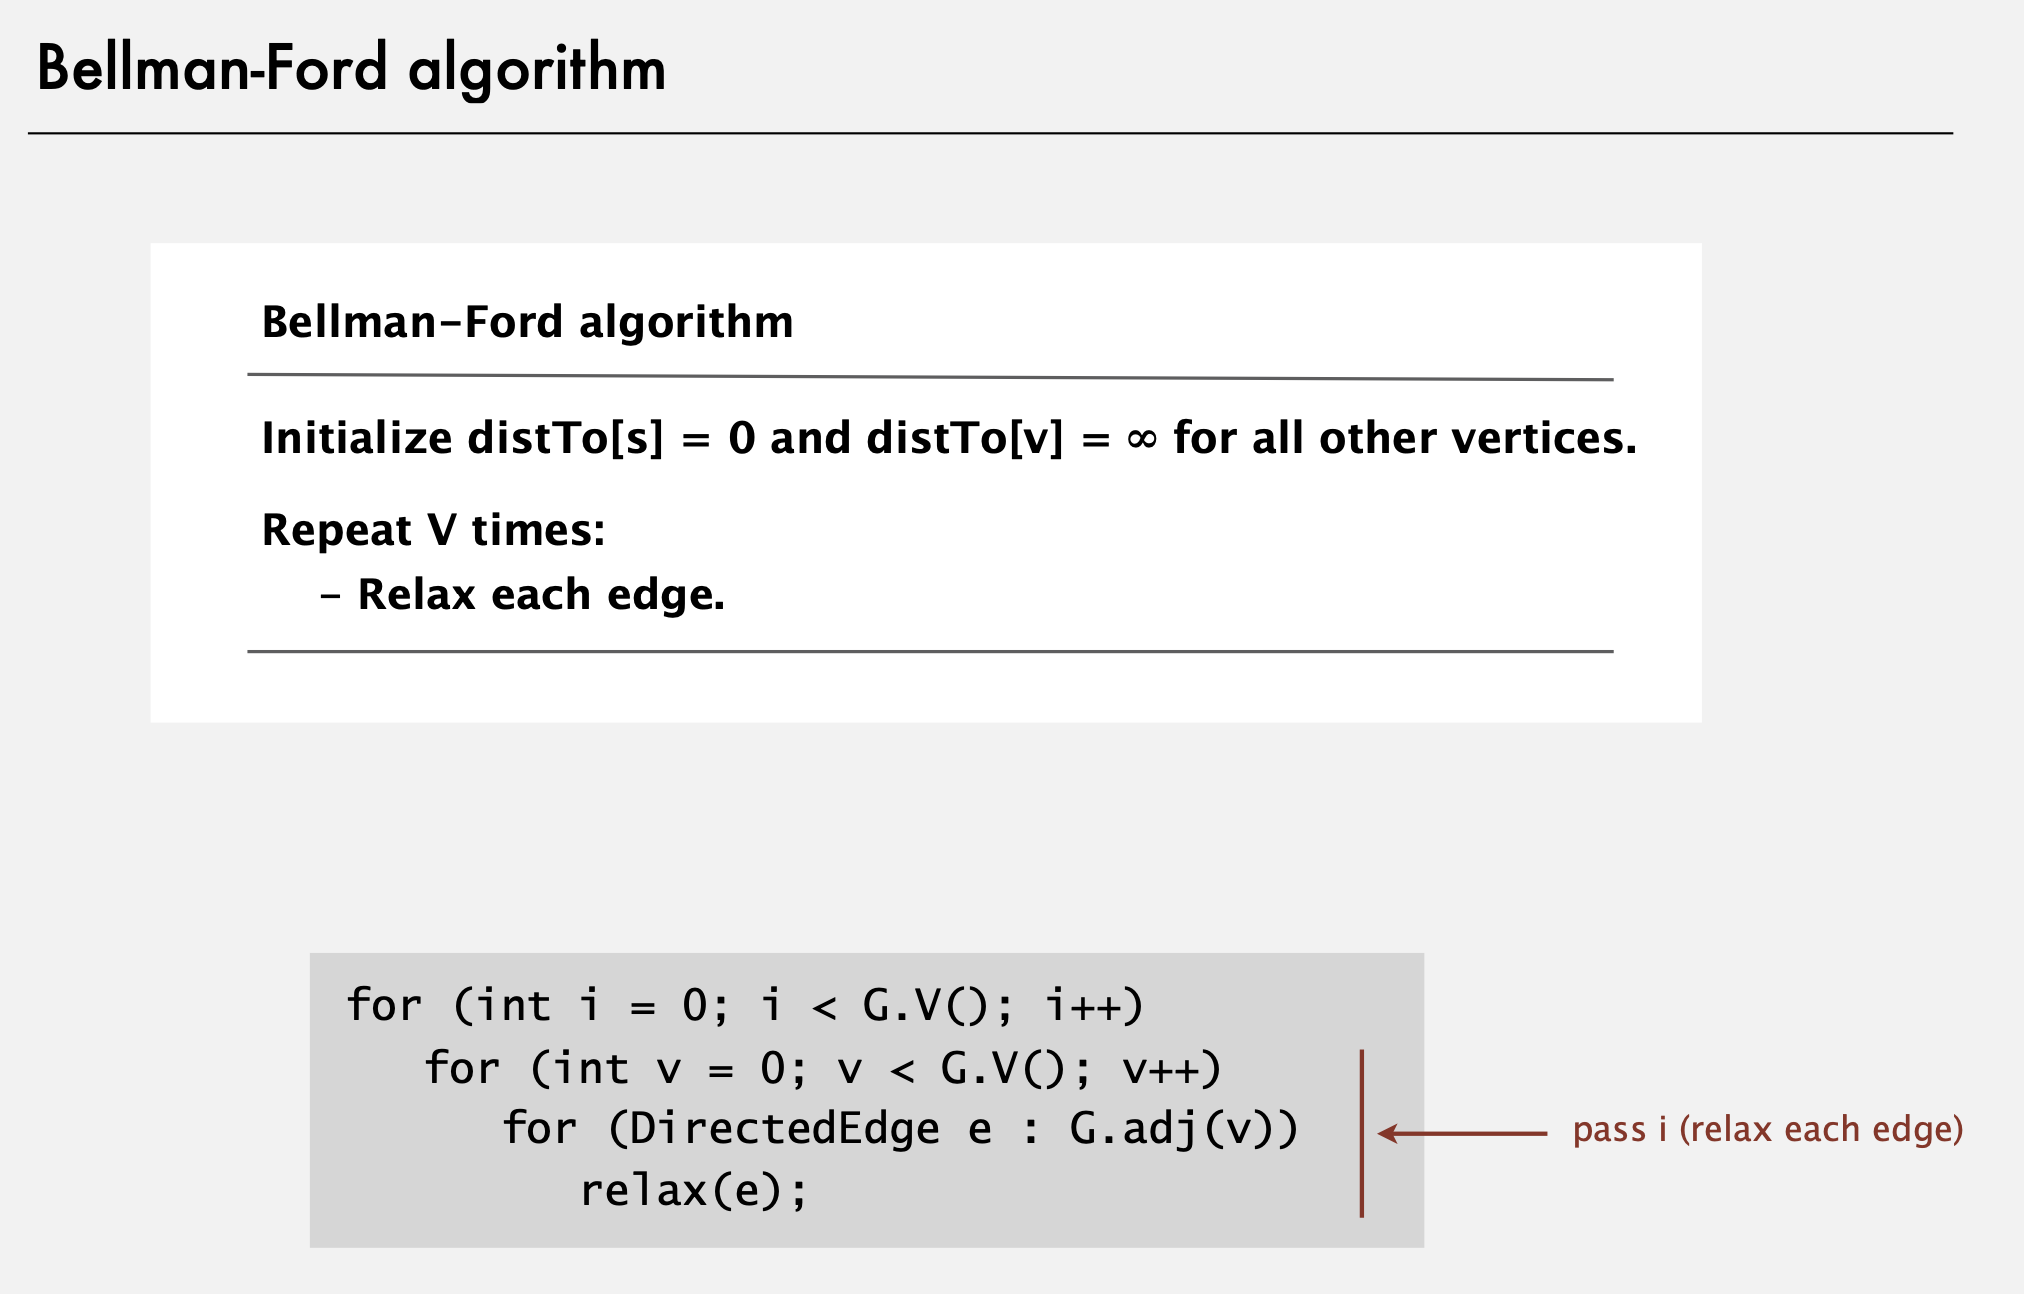 Bellman-Ford algorithm
Bellman–Ford algorithm
Initialize distTo[s] = 0 and distTo[v] = ∞ for all other vertices.
Repeat V times:
– Relax each edge.
for (int i = 0; i < G.V(); i++)
for (int v = 0; v < G.V(); v++)
for (DirectedEdge e : G.adj(v))
relax(e);
pass i (relax each edge)